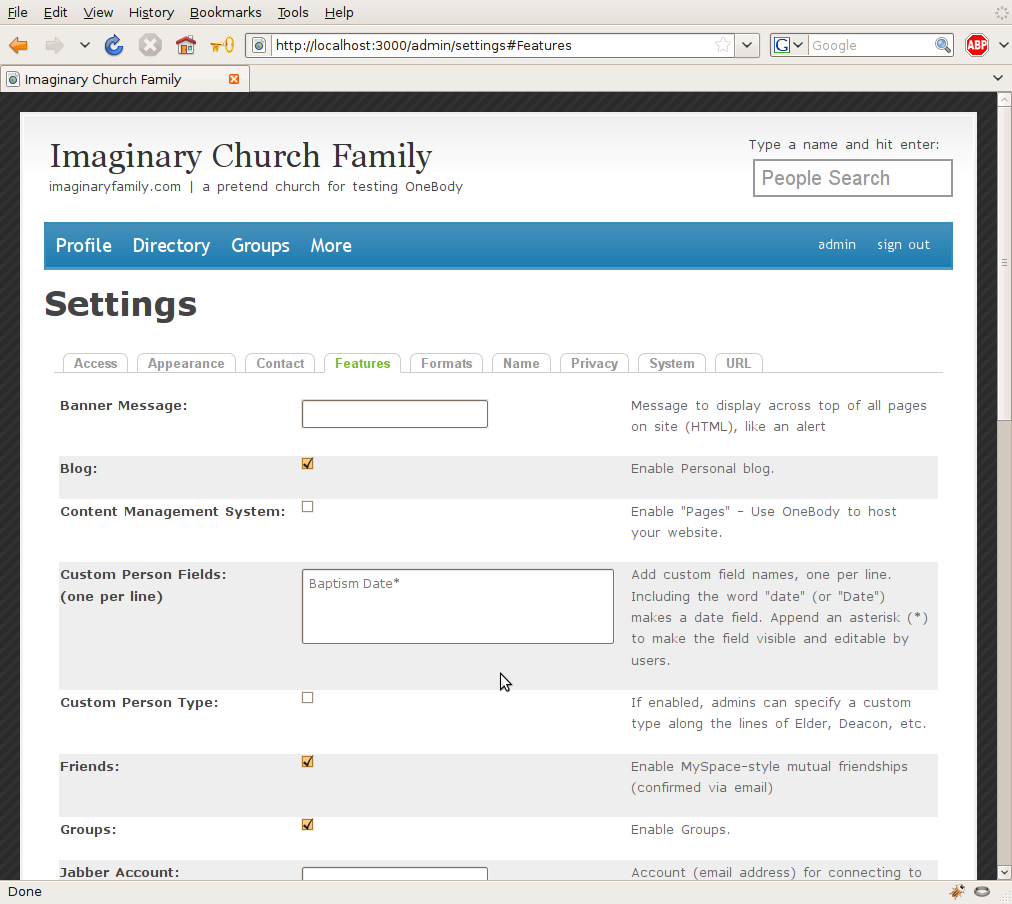 File Edit View History Bookmarks Tools Help
http://localhost:3000/admin/settings#Features
G Google
ABP
Imaginary Church Family
Imaginary Church Family
imaginaryfamily.com | a pretend church for testing OneBody
Type a name and hit enter:
People Search
Profile Directory Groups More admin sign out
Settings
Access Appearance Contact Features Formats Name Privacy System URL
Banner Message:
Message to display across top of all pages
on site (HTML), like an alert
Blog:
Enable Personal blog.
Content Management System:
Enable "Pages" - Use OneBody to host
your website.
Custom Person Fields:
(one per line)
Baptism Date*
Add custom field names, one per line.
Including the word "date" (or "Date")
makes a date field. Append an asterisk (*)
to make the field visible and editable by
users.
Custom Person Type:
If enabled, admins can specify a custom
type along the lines of Elder, Deacon, etc.
Friends:
Enable MySpace-style mutual friendships
(confirmed via email)
Groups:
Enable Groups.
Jabber Account:
Account (email address) for connecting to
Done